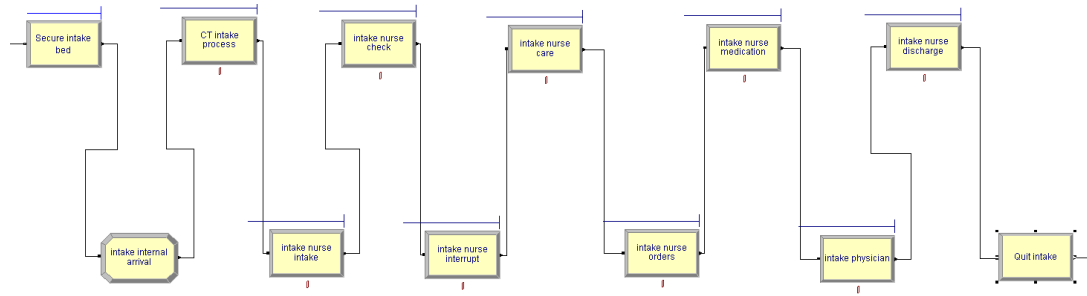 Secure intake
bed
intake internal
arrival
CT intake
process
intake nurse
intake
intake nurse
check
intake nurse
interrupt
intake nurse
care
intake nurse
orders
intake nurse
medication
intake physician
intake nurse
discharge
Quit intake